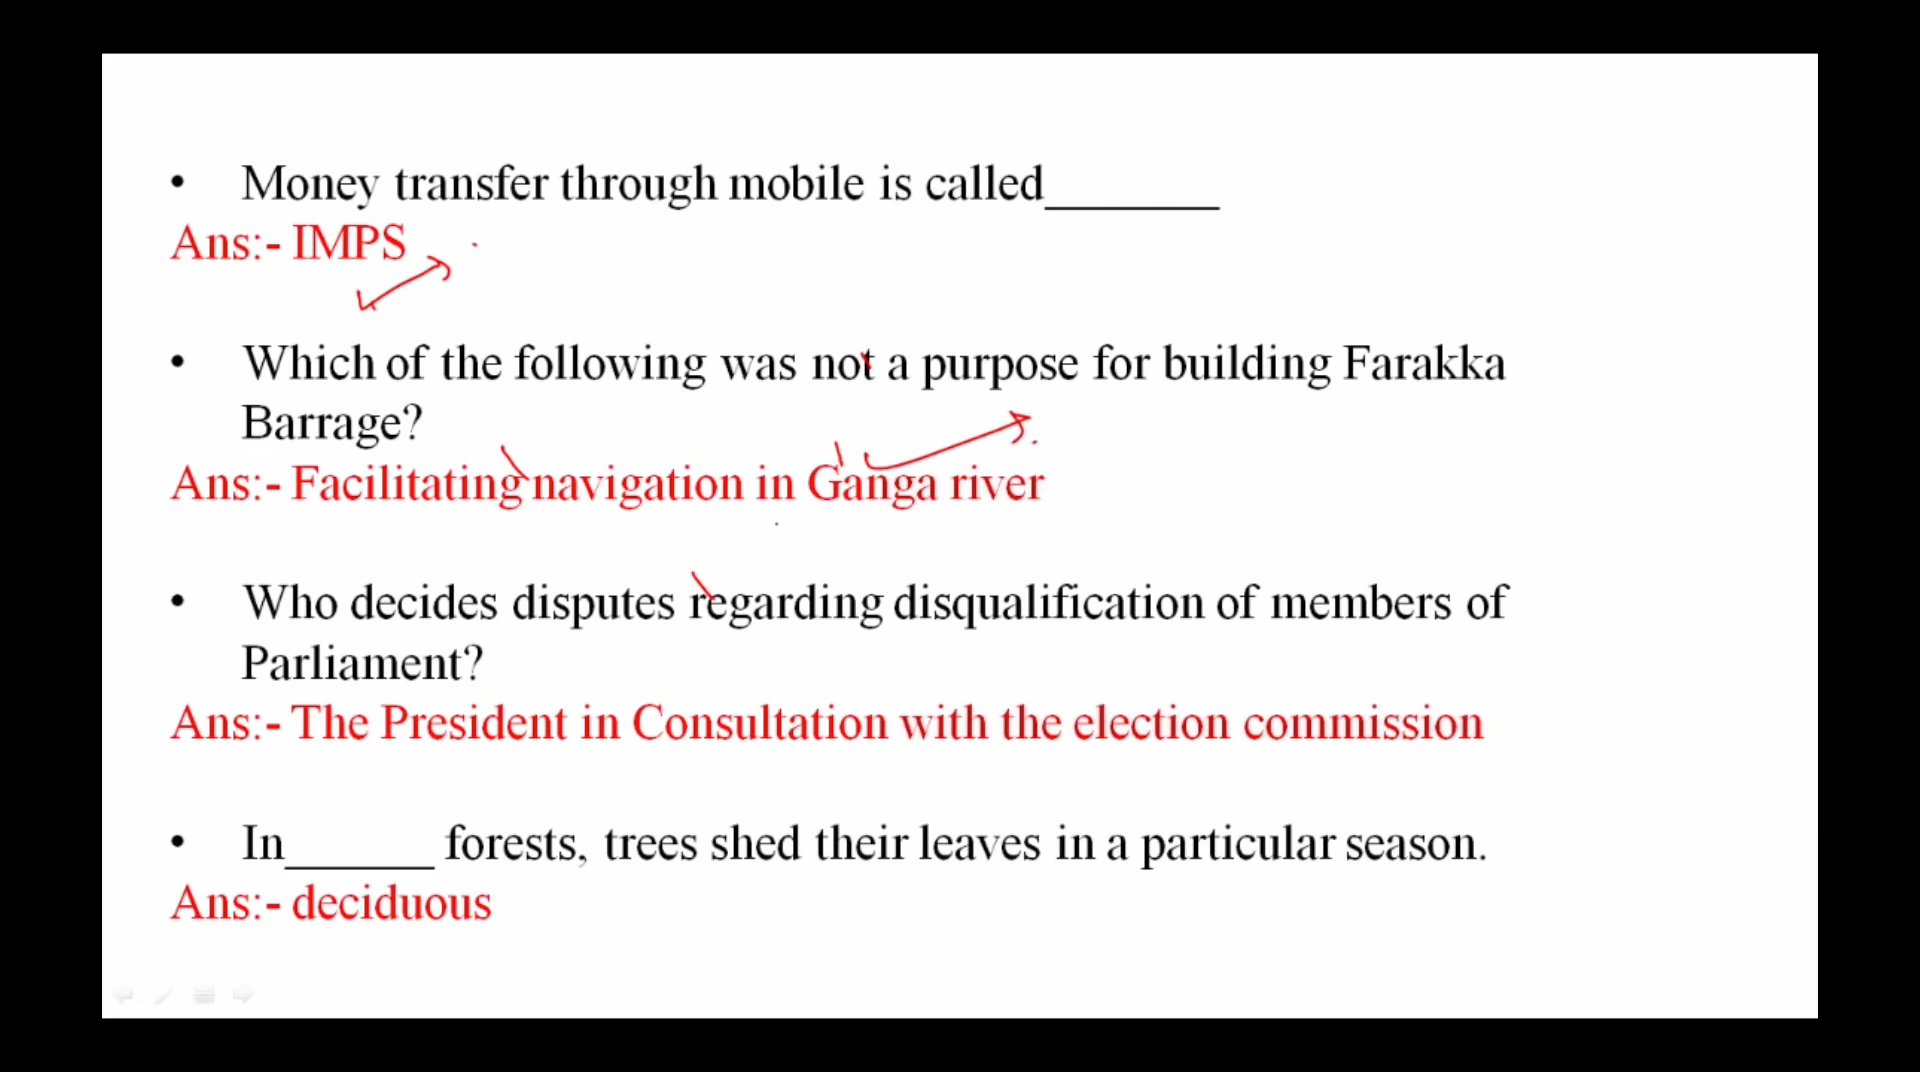 • Money transfer through mobile is called_______
Ans:- IMPS
• Which of the following was not a purpose for building Farakka
Barrage?
Ans:- Facilitating navigation in Ganga river
• Who decides disputes regarding disqualification of members of
Parliament?
Ans:- The President in Consultation with the election commission
• In______ forests, trees shed their leaves in a particular season.
Ans:- deciduous